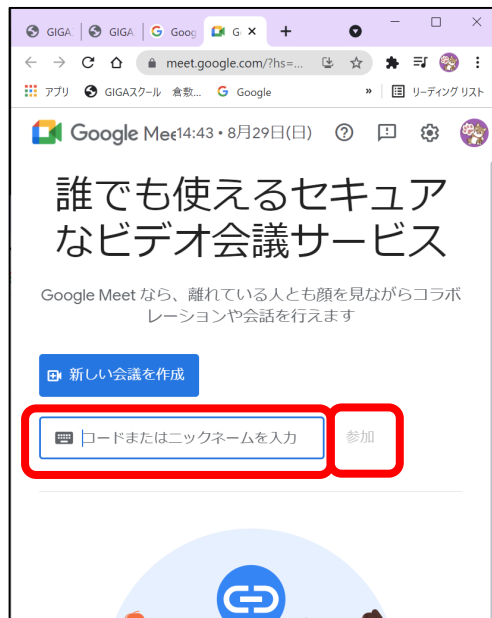 GIGA
GIGA
Goog
G
meet.google.com/?hs=...
アプリ
GIGAスクール 倉敷...
Google
»
リーディングリスト
Google Mee14:43 • 8月29日(日)
誰でも使えるセキュア
なビデオ会議サービス
Google Meet なら、離れている人とも顔を見ながらコラボ
レーションや会話を行えます
新しい会議を作成
コードまたはニックネームを入力
参加